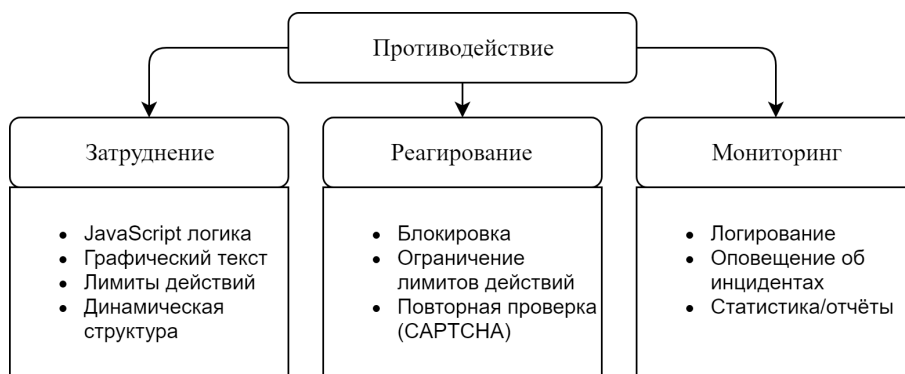 Противодействие
Затруднение
• JavaScript логика
• Графический текст
• Лимиты действий
• Динамическая
структура
Реагирование
• Блокировка
• Ограничение
лимитов действий
• Повторная проверка
(CAPTCHA)
Мониторинг
• Логирование
• Оповещение об
инцидентах
• Статистика/отчёты